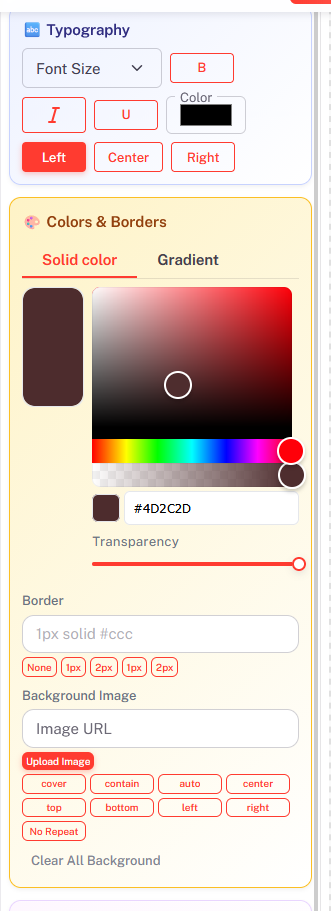 abc Typography
Font Size
B
I
U
Color
Left Center Right
Colors & Borders
Solid color Gradient
#4D2C2D
Transparency
Border
1px solid #ccc
None 1px 2px 1px 2px
Background Image
Image URL
Upload Image
cover contain auto center
top bottom left right
No Repeat
Clear All Background